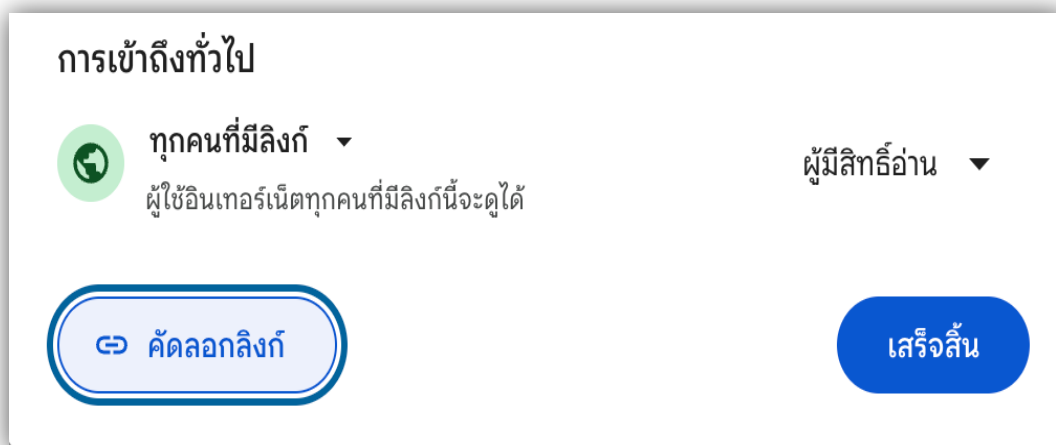 การเข้าถึงทั่วไป
ทุกคนที่มีลิงก์
ผู้มีสิทธิ์อ่าน
ผู้ใช้อินเทอร์เน็ตทุกคนที่มีลิงก์นี้จะดูได้
คัดลอกลิงก์
เสร็จสิ้น